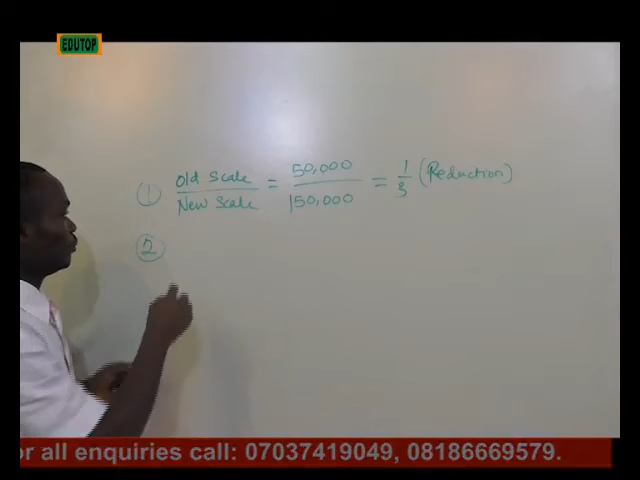 EDUTOP
① Old Scale / New Scale = 50,000 / 150,000 = 1/3 (Reduction)
②
or all enquiries call: 07037419049, 08186669579.